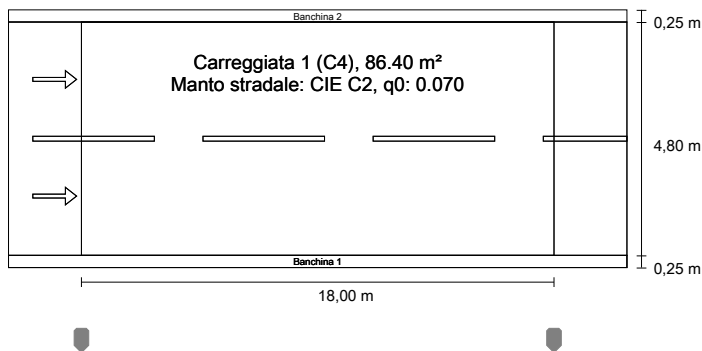 Banchina 2
0,25 m
Carreggiata 1 (C4), 86.40 m²
Manto stradale: CIE C2, q0: 0.070
4,80 m
Banchina 1
0,25 m
18,00 m